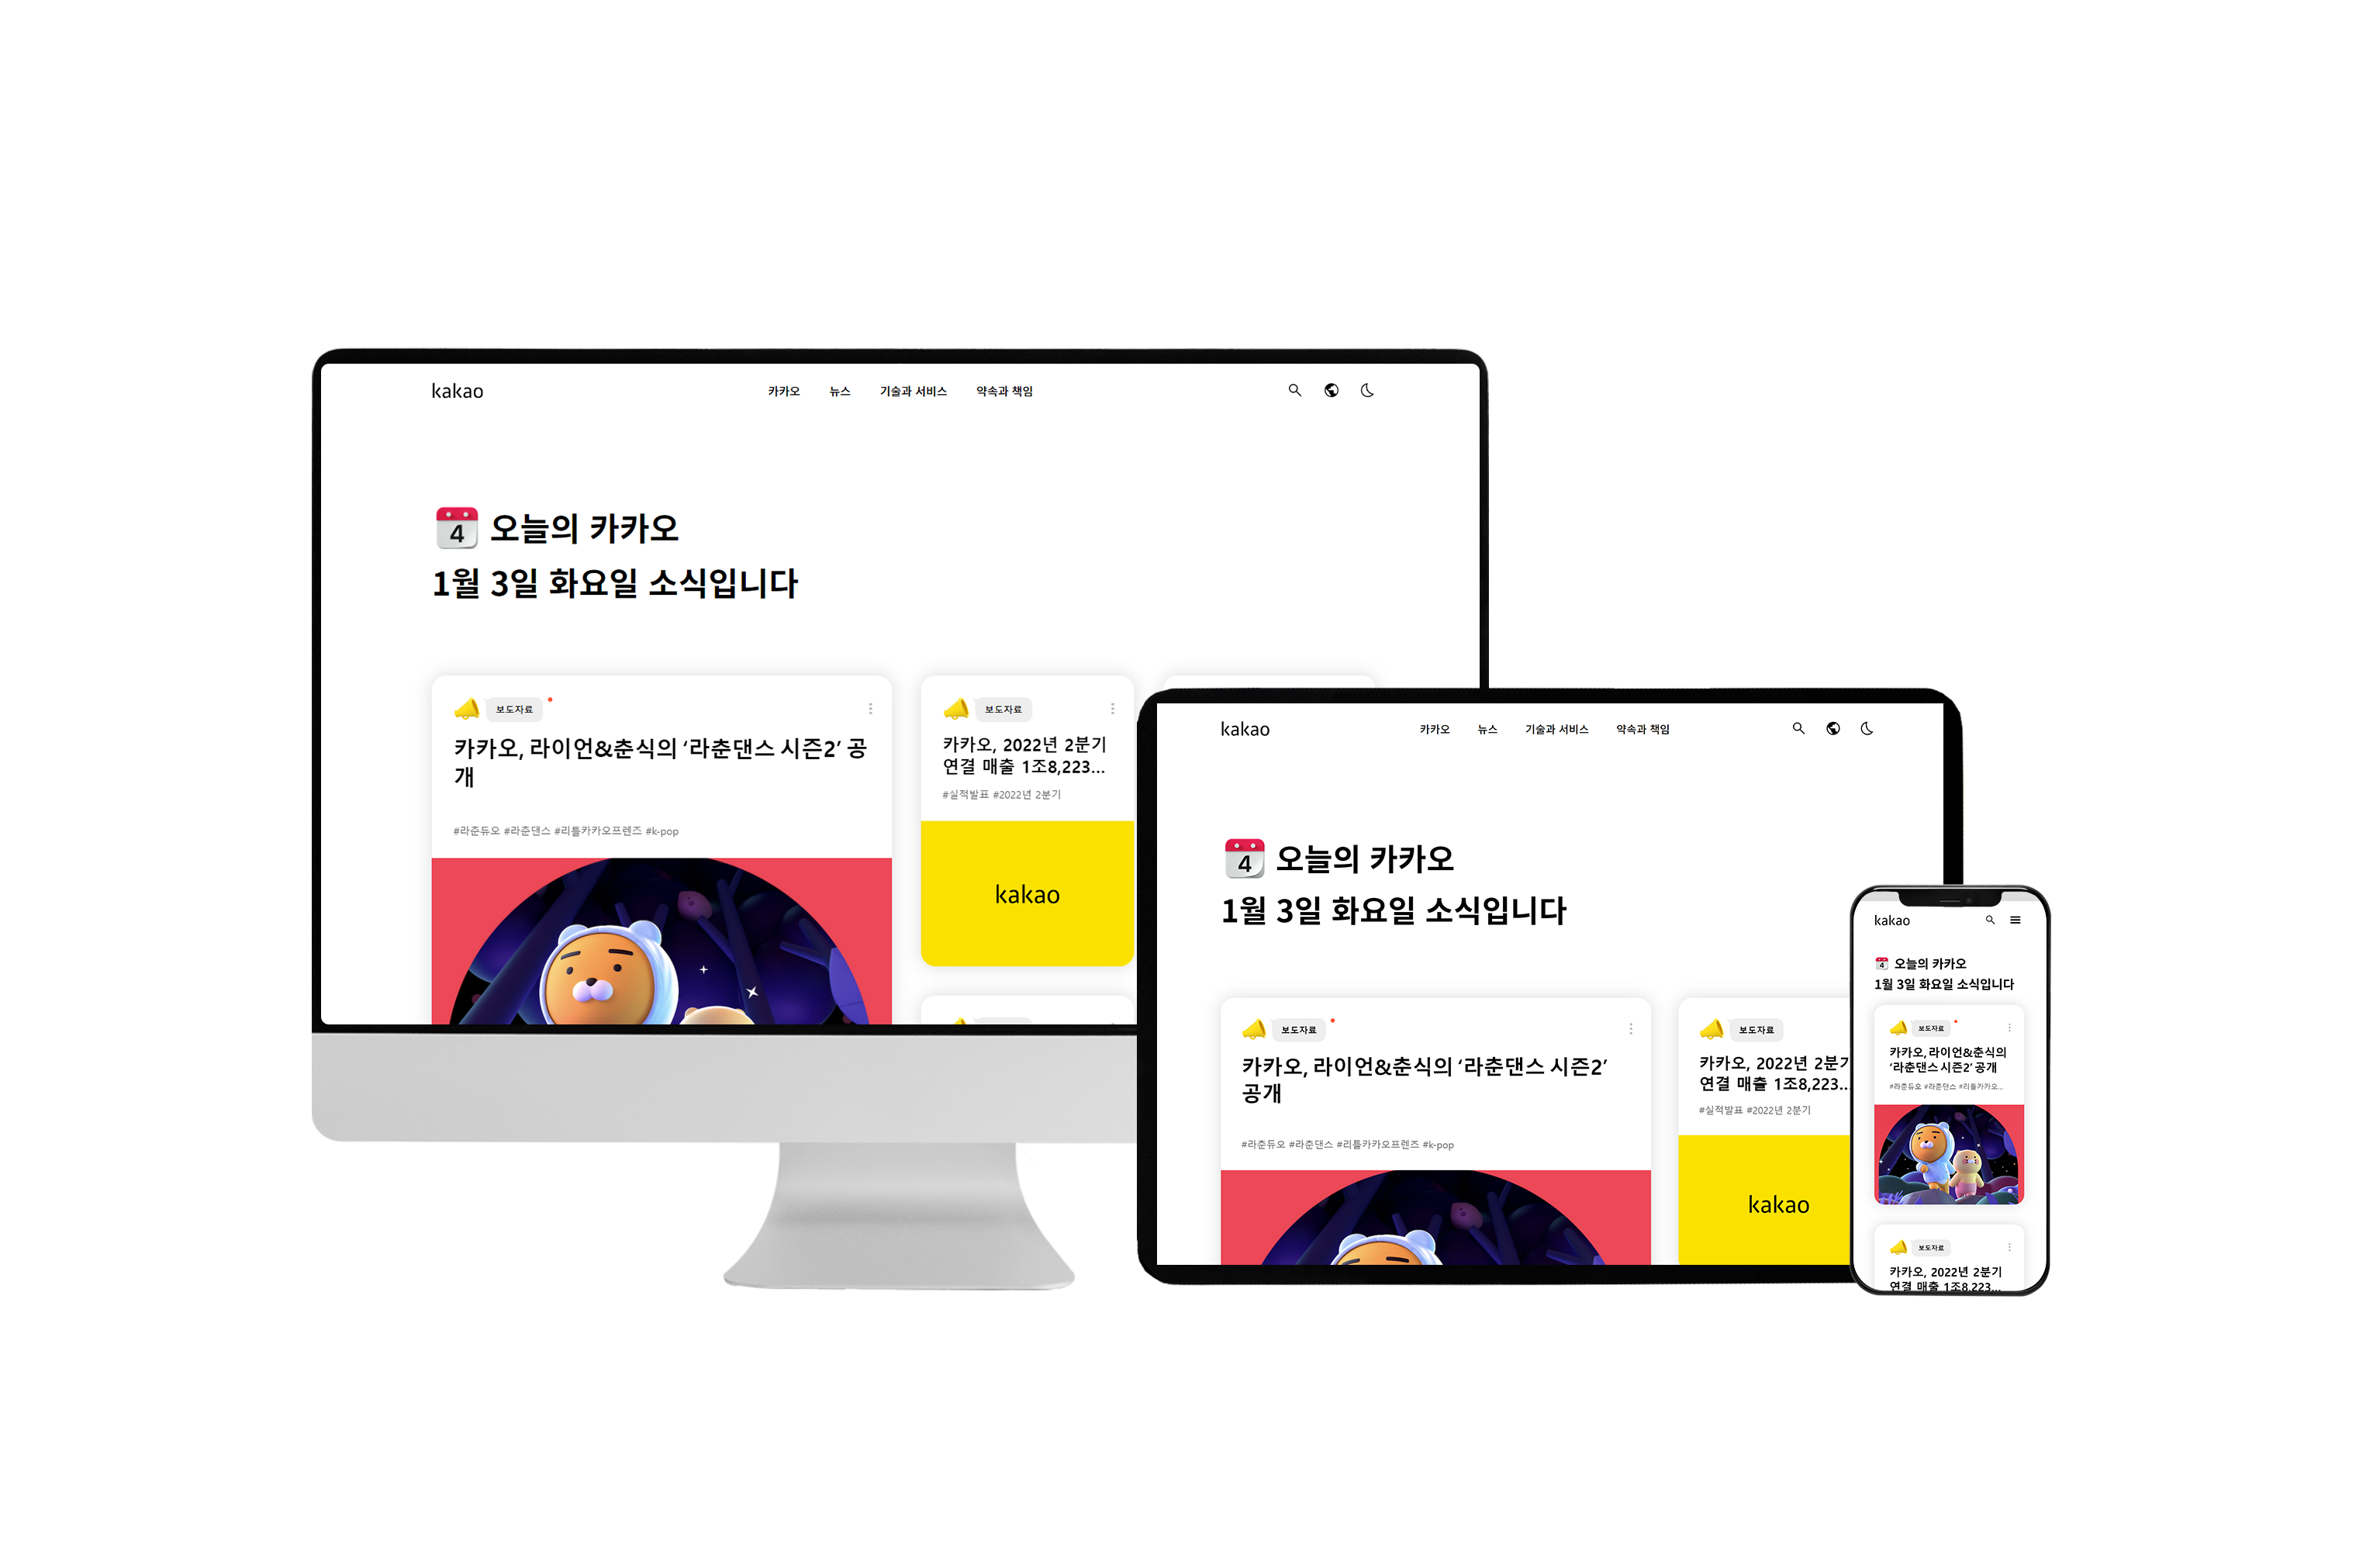 kakao
카카오 뉴스 기술과 서비스 약속과 책임
4 오늘의 카카오
1월 3일 화요일 소식입니다
보도자료
카카오, 라이언&춘식의 ‘라춘댄스 시즌2’ 공
개
#라춘듀오 #라춘댄스 #리틀카카오프렌즈 #k-pop
보도자료
카카오, 2022년 2분기
연결 매출 1조8,223...
#실적발표 #2022년 2분기
kakao
kakao
카카오 뉴스 기술과 서비스 약속과 책임
4 오늘의 카카오
1월 3일 화요일 소식입니다
보도자료
카카오, 라이언&춘식의 ‘라춘댄스 시즌2’
공개
#라춘듀오 #라춘댄스 #리틀카카오프렌즈 #k-pop
보도자료
카카오, 2022년 2분기
연결 매출 1조8,223...
#실적발표 #2022년 2분기
kakao
kakao
4 오늘의 카카오
1월 3일 화요일 소식입니다
보도자료
카카오, 라이언&춘식의
‘라춘댄스 시즌2’ 공개
#라춘듀오 #라춘댄스 #리틀카카오...
보도자료
카카오, 2022년 2분기
연결 매출 1조8,223...